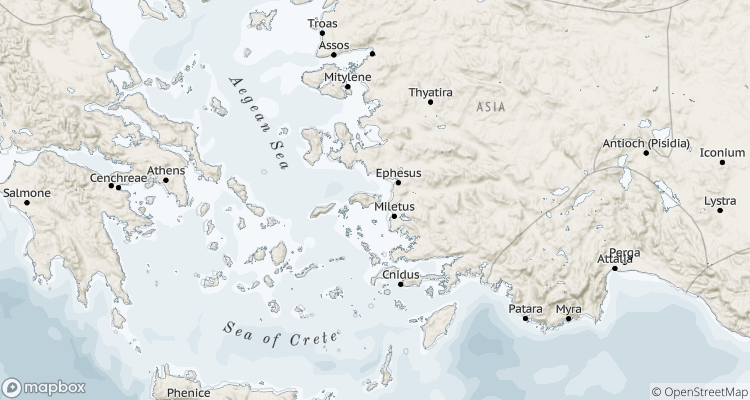 Troas
Assos
Mitylene
Thyatira
ASIA
Aegean Sea
Antioch (Pisidia)
Iconium
Athens
Cenchreae
Ephesus
Salmone
Lystra
Miletus
Perga
Attalia
Cnidus
Patara
Myra
Sea of Crete
Phenice
mapbox
© OpenStreetMap